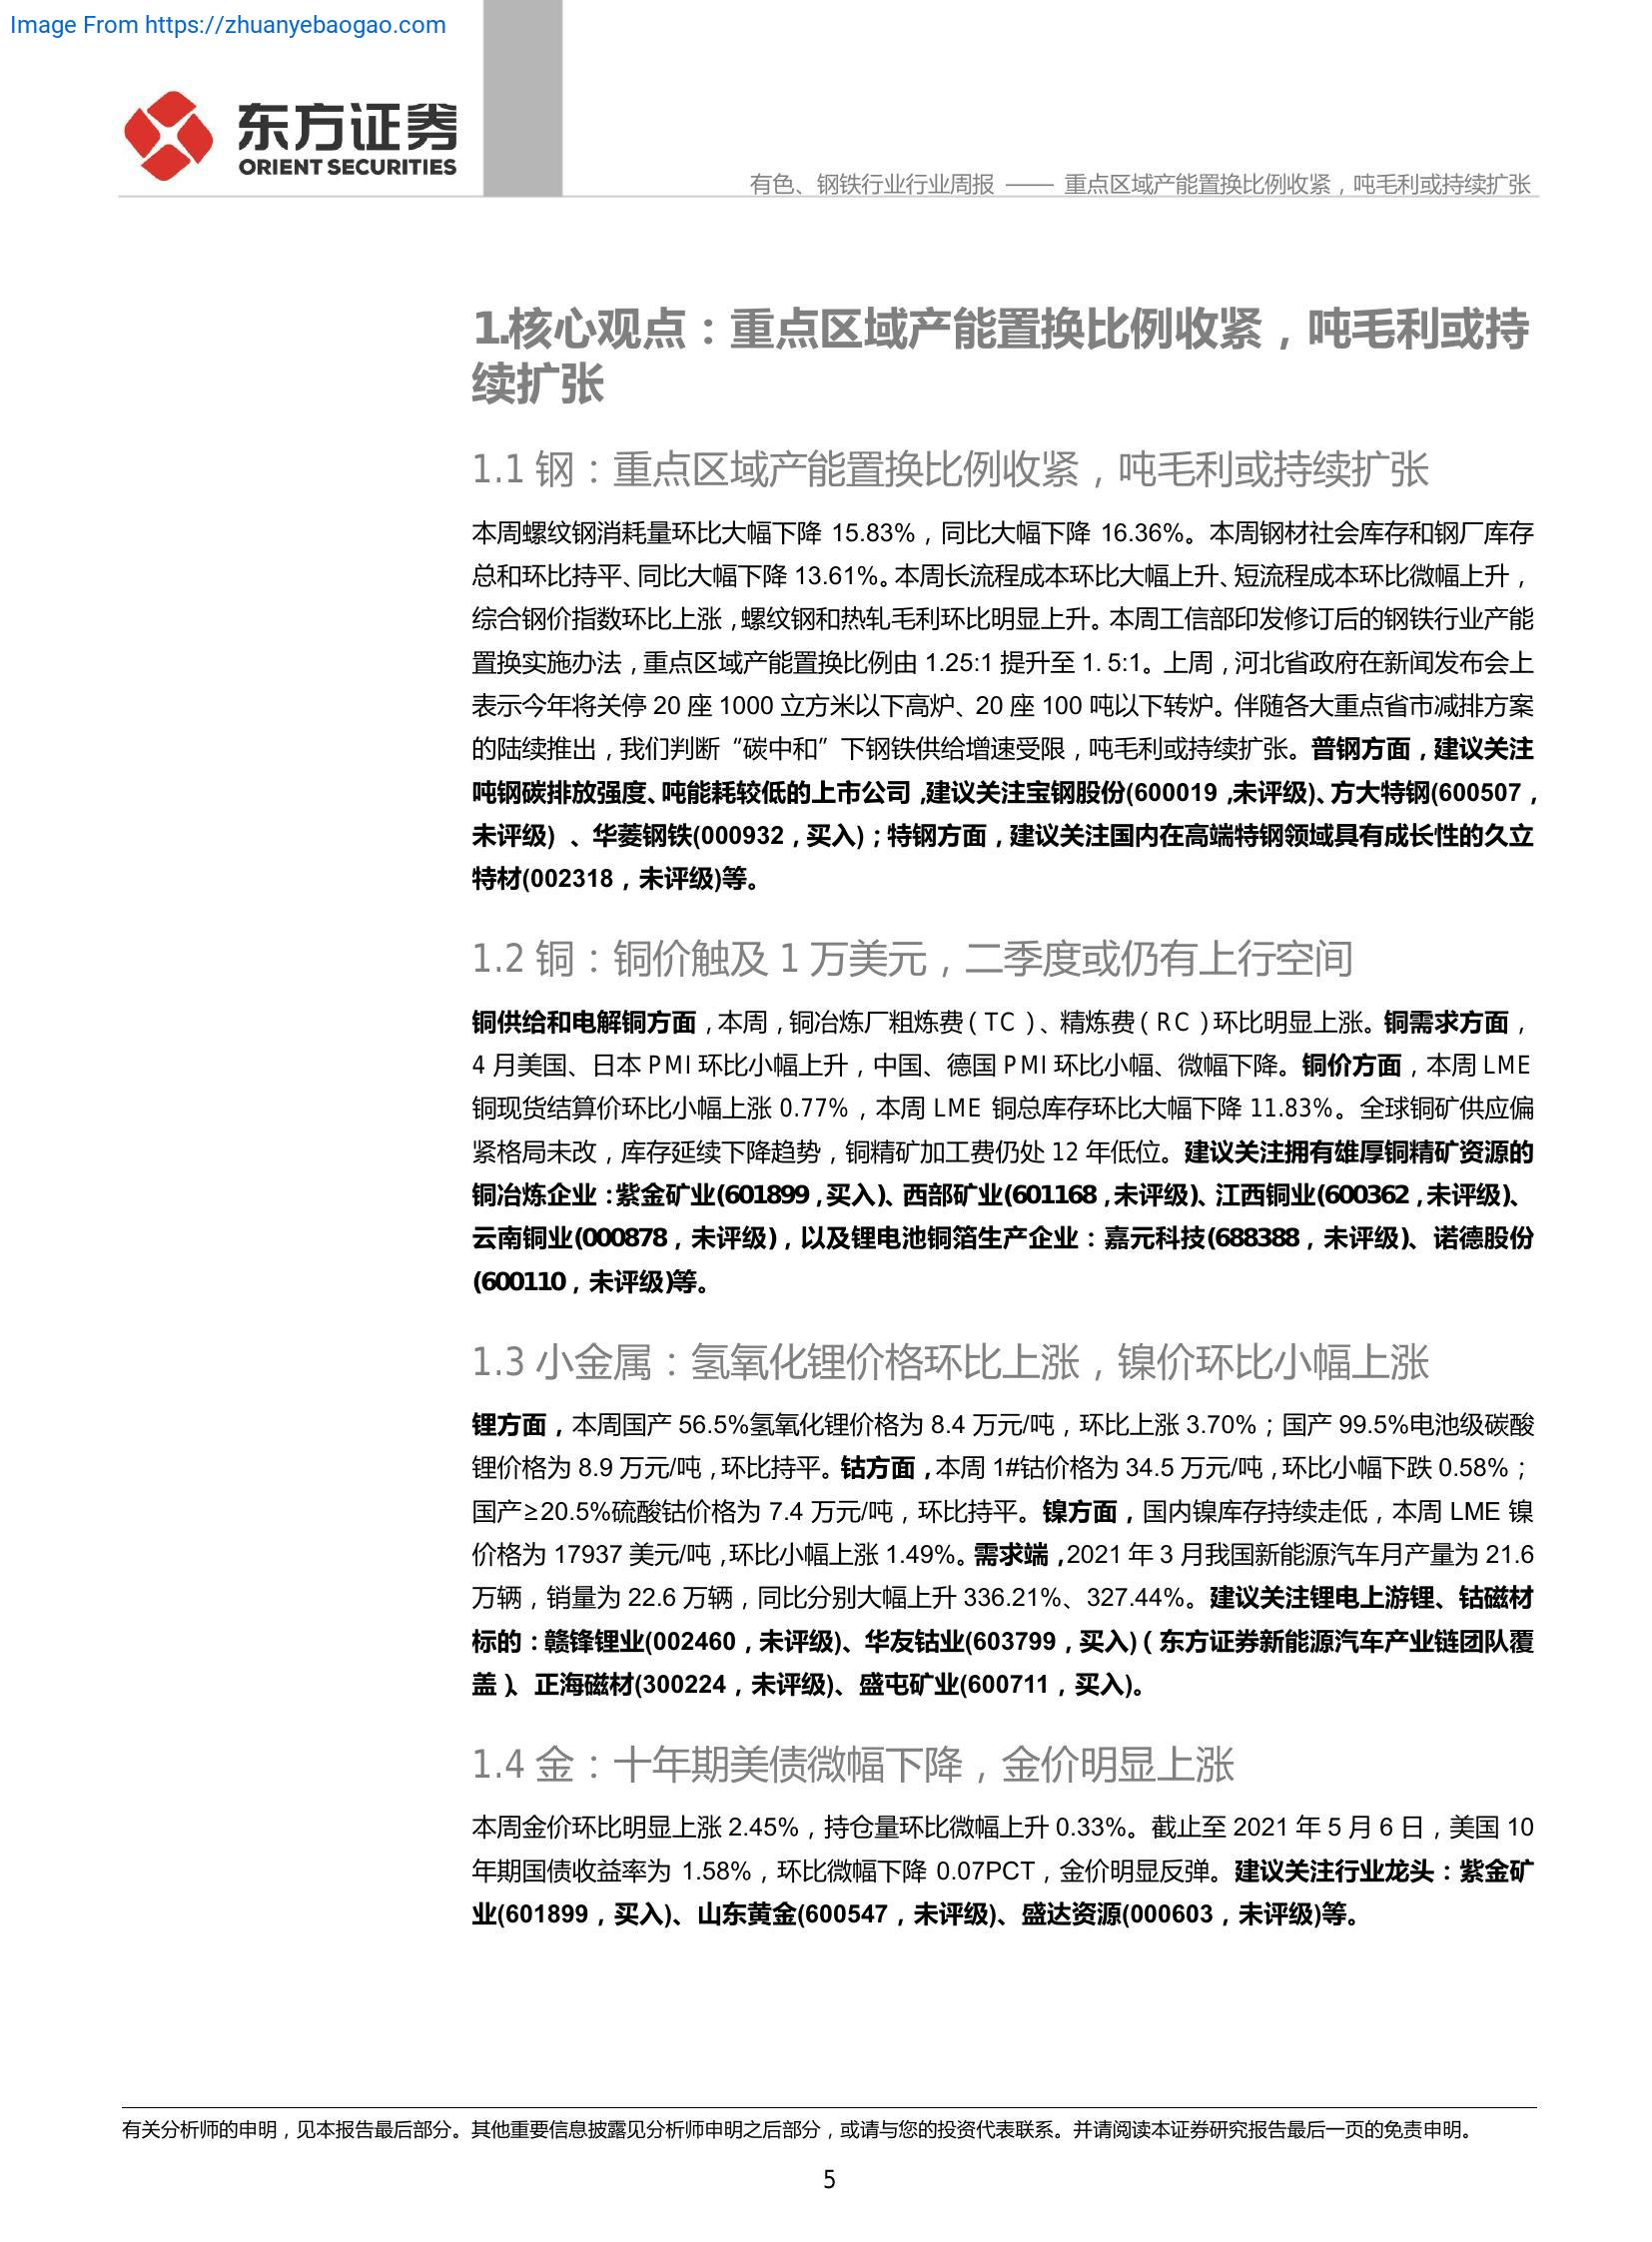 Image From https://zhuanyebaogao.com
东方证券
ORIENT SECURITIES
有色、钢铁行业行业周报 —— 重点区域产能置换比例收紧，吨毛利或持续扩张
1.核心观点：重点区域产能置换比例收紧，吨毛利或持
续扩张
1.1 钢：重点区域产能置换比例收紧，吨毛利或持续扩张
本周螺纹钢消耗量环比大幅下降 15.83%，同比大幅下降 16.36%。本周钢材社会库存和钢厂库存
总和环比持平、同比大幅下降 13.61%。本周长流程成本环比大幅上升、短流程成本环比微幅上升，
综合钢价指数环比上涨，螺纹钢和热轧毛利环比明显上升。本周工信部印发修订后的钢铁行业产能
置换实施办法，重点区域产能置换比例由 1.25:1 提升至 1. 5:1。上周，河北省政府在新闻发布会上
表示今年将关停 20 座 1000 立方米以下高炉、20 座 100 吨以下转炉。伴随各大重点省市减排方案
的陆续推出，我们判断“碳中和”下钢铁供给增速受限，吨毛利或持续扩张。普钢方面，建议关注
吨钢碳排放强度、吨能耗较低的上市公司，建议关注宝钢股份(600019，未评级)、方大特钢(600507，
未评级) 、华菱钢铁(000932，买入)；特钢方面，建议关注国内在高端特钢领域具有成长性的久立
特材(002318，未评级)等。
1.2 铜：铜价触及 1 万美元，二季度或仍有上行空间
铜供给和电解铜方面，本周，铜冶炼厂粗炼费（TC）、精炼费（RC）环比明显上涨。铜需求方面，
4 月美国、日本 PMI 环比小幅上升，中国、德国 PMI 环比小幅、微幅下降。铜价方面，本周 LME
铜现货结算价环比小幅上涨 0.77%，本周 LME 铜总库存环比大幅下降 11.83%。全球铜矿供应偏
紧格局未改，库存延续下降趋势，铜精矿加工费仍处 12 年低位。建议关注拥有雄厚铜精矿资源的
铜冶炼企业：紫金矿业(601899，买入)、西部矿业(601168，未评级)、江西铜业(600362，未评级)、
云南铜业(000878，未评级)，以及锂电池铜箔生产企业：嘉元科技(688388，未评级)、诺德股份
(600110，未评级)等。
1.3 小金属：氢氧化锂价格环比上涨，镍价环比小幅上涨
锂方面，本周国产 56.5%氢氧化锂价格为 8.4 万元/吨，环比上涨 3.70%；国产 99.5%电池级碳酸
锂价格为 8.9 万元/吨，环比持平。钴方面，本周 1#钴价格为 34.5 万元/吨，环比小幅下跌 0.58%；
国产≥20.5%硫酸钴价格为 7.4 万元/吨，环比持平。镍方面，国内镍库存持续走低，本周 LME 镍
价格为 17937 美元/吨，环比小幅上涨 1.49%。需求端，2021 年 3 月我国新能源汽车月产量为 21.6
万辆，销量为 22.6 万辆，同比分别大幅上升 336.21%、327.44%。建议关注锂电上游锂、钴磁材
标的：赣锋锂业(002460，未评级)、华友钴业(603799，买入)（东方证券新能源汽车产业链团队覆
盖）、正海磁材(300224，未评级)、盛屯矿业(600711，买入)。
1.4 金：十年期美债微幅下降，金价明显上涨
本周金价环比明显上涨 2.45%，持仓量环比微幅上升 0.33%。截止至 2021 年 5 月 6 日，美国 10
年期国债收益率为 1.58%，环比微幅下降 0.07PCT，金价明显反弹。建议关注行业龙头：紫金矿
业(601899，买入)、山东黄金(600547，未评级)、盛达资源(000603，未评级)等。
有关分析师的申明，见本报告最后部分。其他重要信息披露见分析师申明之后部分，或请与您的投资代表联系。并请阅读本证券研究报告最后一页的免责申明。
5